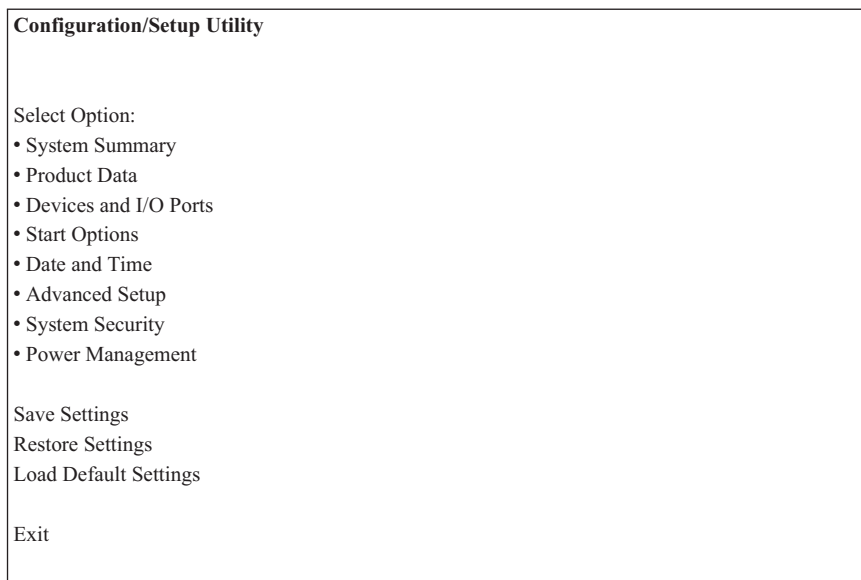 Configuration/Setup Utility
Select Option:
• System Summary
• Product Data
• Devices and I/O Ports
• Start Options
• Date and Time
• Advanced Setup
• System Security
• Power Management
Save Settings
Restore Settings
Load Default Settings
Exit